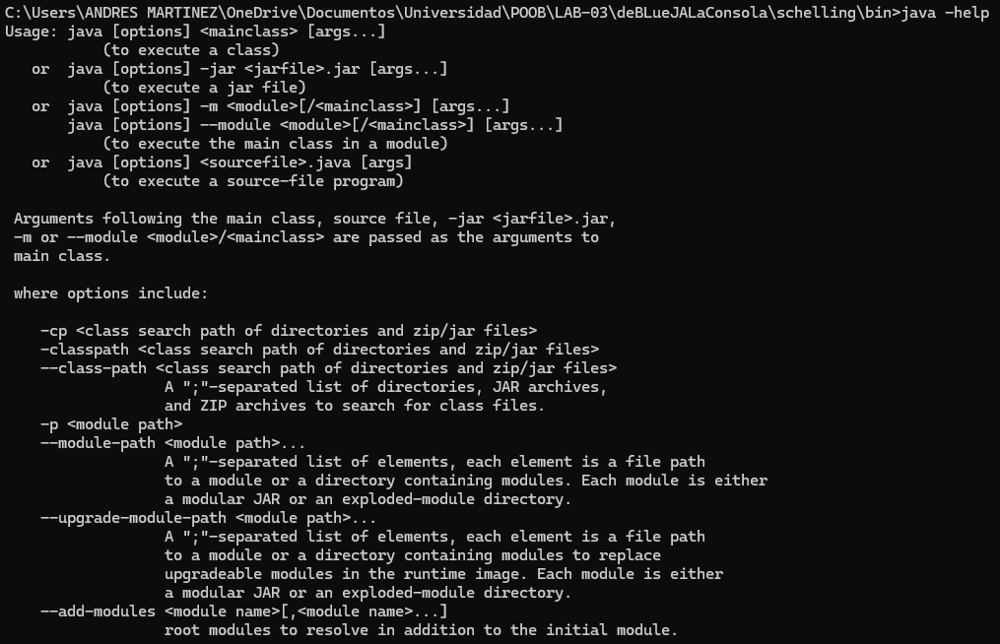 C:\Users\ANDRES MARTINEZ\OneDrive\Documentos\Universidad\POOB\LAB-03\deBLueJALaConsola\schelling\bin>java -help
Usage: java [options] <mainclass> [args...]
           (to execute a class)
   or  java [options] -jar <jarfile>.jar [args...]
           (to execute a jar file)
   or  java [options] -m <module>[/<mainclass>] [args...]
       java [options] --module <module>[/<mainclass>] [args...]
           (to execute the main class in a module)
   or  java [options] <sourcefile>.java [args]
           (to execute a source-file program)

 Arguments following the main class, source file, -jar <jarfile>.jar,
 -m or --module <module>/<mainclass> are passed as the arguments to
 main class.

 where options include:

    -cp <class search path of directories and zip/jar files>
    -classpath <class search path of directories and zip/jar files>
    --class-path <class search path of directories and zip/jar files>
                  A ";"-separated list of directories, JAR archives,
                  and ZIP archives to search for class files.
    -p <module path>
    --module-path <module path>...
                  A ";"-separated list of elements, each element is a file path
                  to a module or a directory containing modules. Each module is either
                  a modular JAR or an exploded-module directory.
    --upgrade-module-path <module path>...
                  A ";"-separated list of elements, each element is a file path
                  to a module or a directory containing modules to replace
                  upgradeable modules in the runtime image. Each module is either
                  a modular JAR or an exploded-module directory.
    --add-modules <module name>[,<module name>...]
                  root modules to resolve in addition to the initial module.